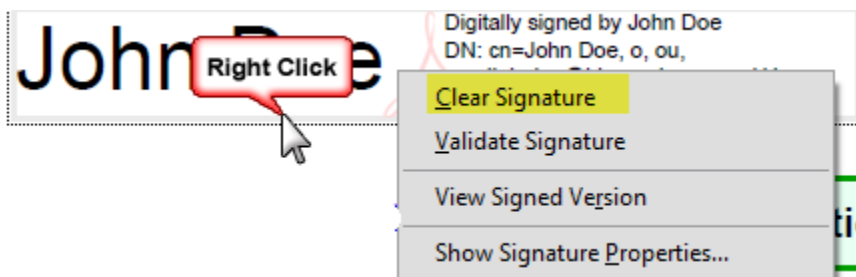 John Doe
Right Click
Digitally signed by John Doe
DN: cn=John Doe, o, ou,
Clear Signature
Validate Signature
View Signed Version
Show Signature Properties...